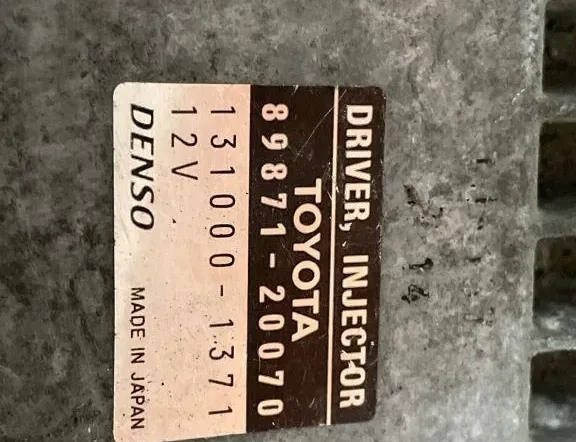 DRIVER, INJECTOR
TOYOTA
89871-20070
131000-1371
12V
DENSO MADE IN JAPAN